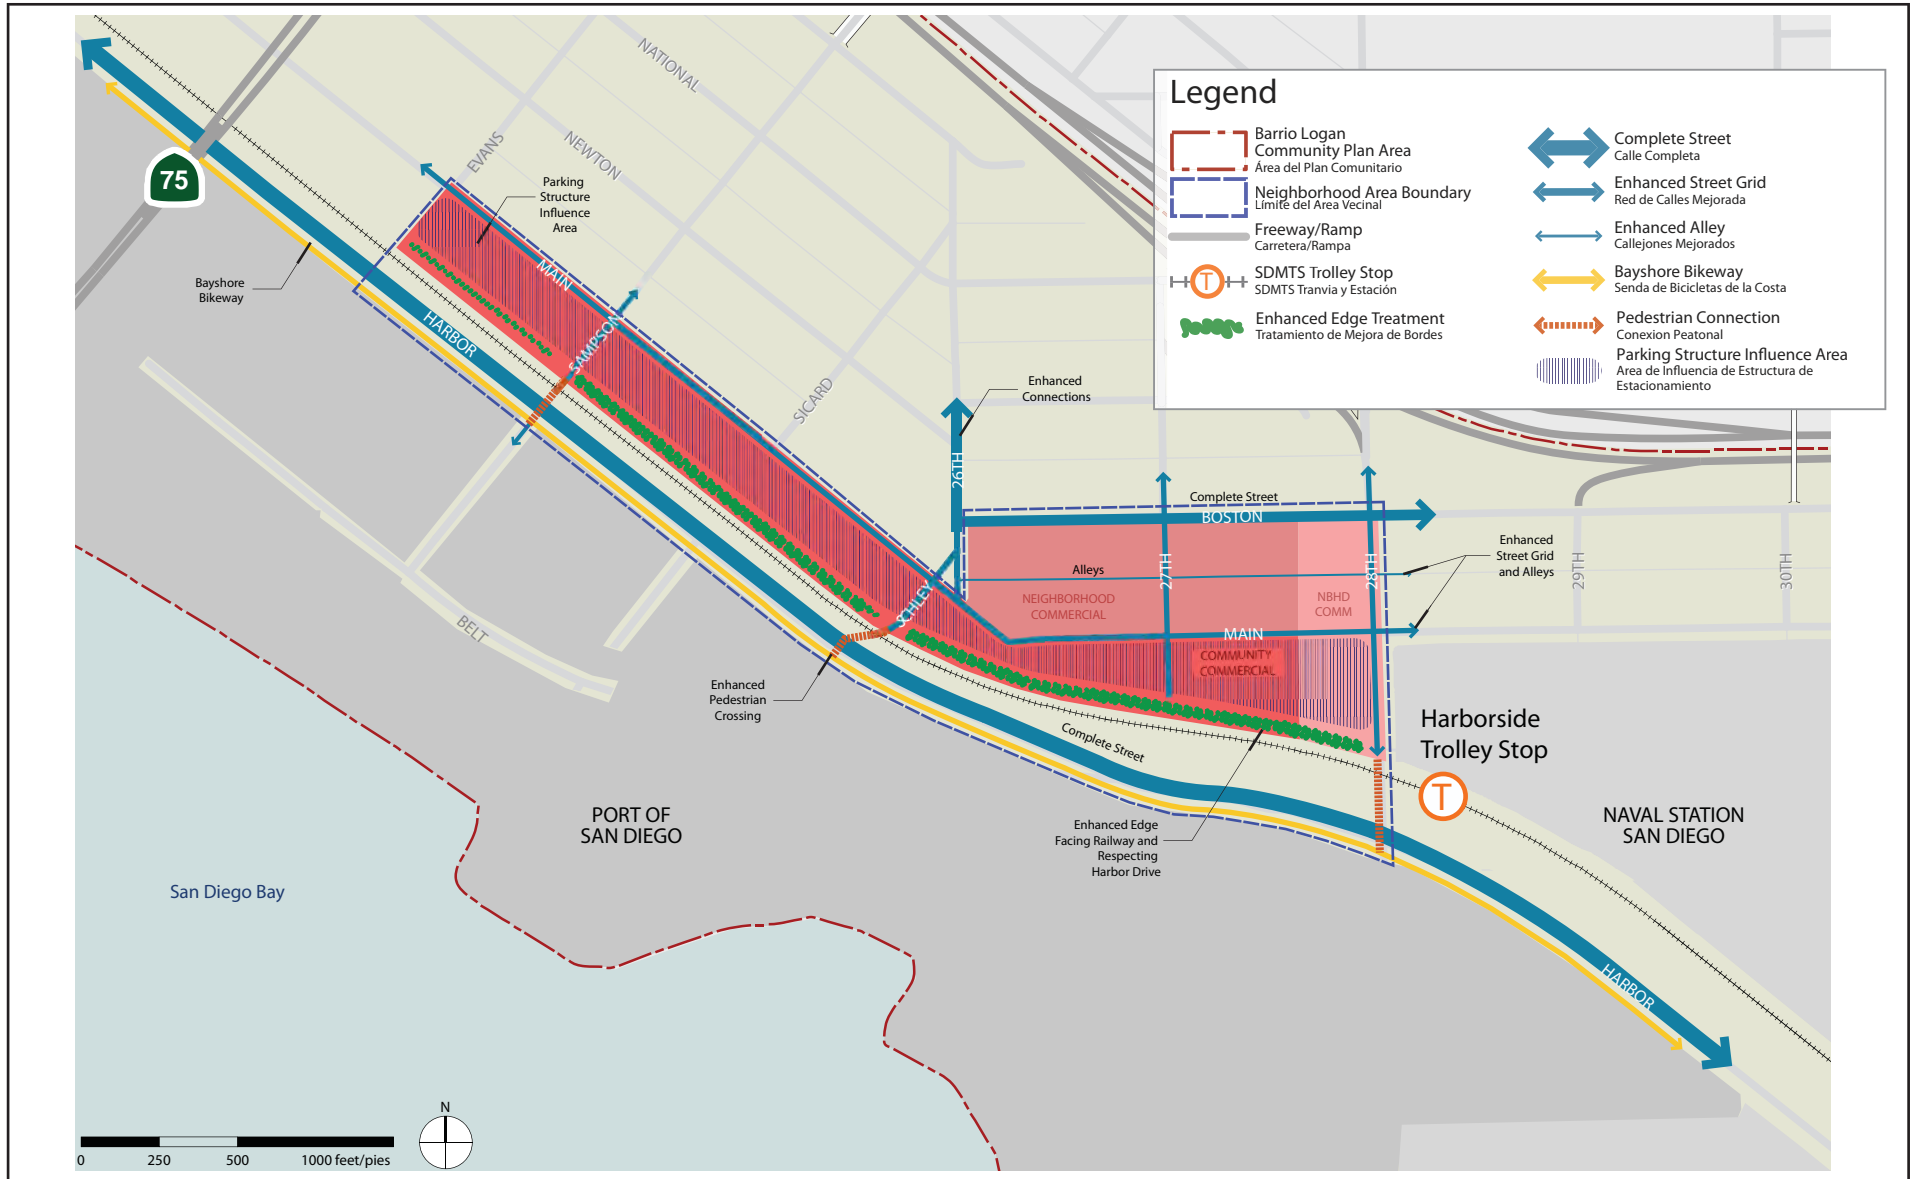 Legend
Barrio Logan
Community Plan Area
Área del Plan Comunitario
Neighborhood Area Boundary
Límite del Area Vecinal
Freeway/Ramp
Carretera/Rampa
SDMTS Trolley Stop
SDMTS Tranvia y Estación
T
Enhanced Edge Treatment
Tratamiento de Mejora de Bordes
Complete Street
Calle Completa
Enhanced Street Grid
Red de Calles Mejorada
Enhanced Alley
Callejones Mejorados
Bayshore Bikeway
Senda de Bicicletas de la Costa
Pedestrian Connection
Conexion Peatonal
Parking Structure Influence Area
Area de Influencia de Estructura de
Estacionamiento
NATIONAL
EVANS
NEWTON
75
Parking
Structure
Influence
Area
MAIN
Bayshore
Bikeway
HARBOR
SAMPSON
SICARD
Enhanced
Connections
26TH
Complete Street
BOSTON
Enhanced
Street Grid
and Alleys
Alleys
27TH
28TH
29TH
30TH
NEIGHBORHOOD
COMMERCIAL
NBHD
COMM
SCHLEY
MAIN
COMMUNITY
COMMERCIAL
BELT
Enhanced
Pedestrian
Crossing
Complete Street
Harborside
Trolley Stop
T
PORT OF
SAN DIEGO
NAVAL STATION
SAN DIEGO
Enhanced Edge
Facing Railway and
Respecting
Harbor Drive
San Diego Bay
HARBOR
N
0 250 500 1000 feet/pies